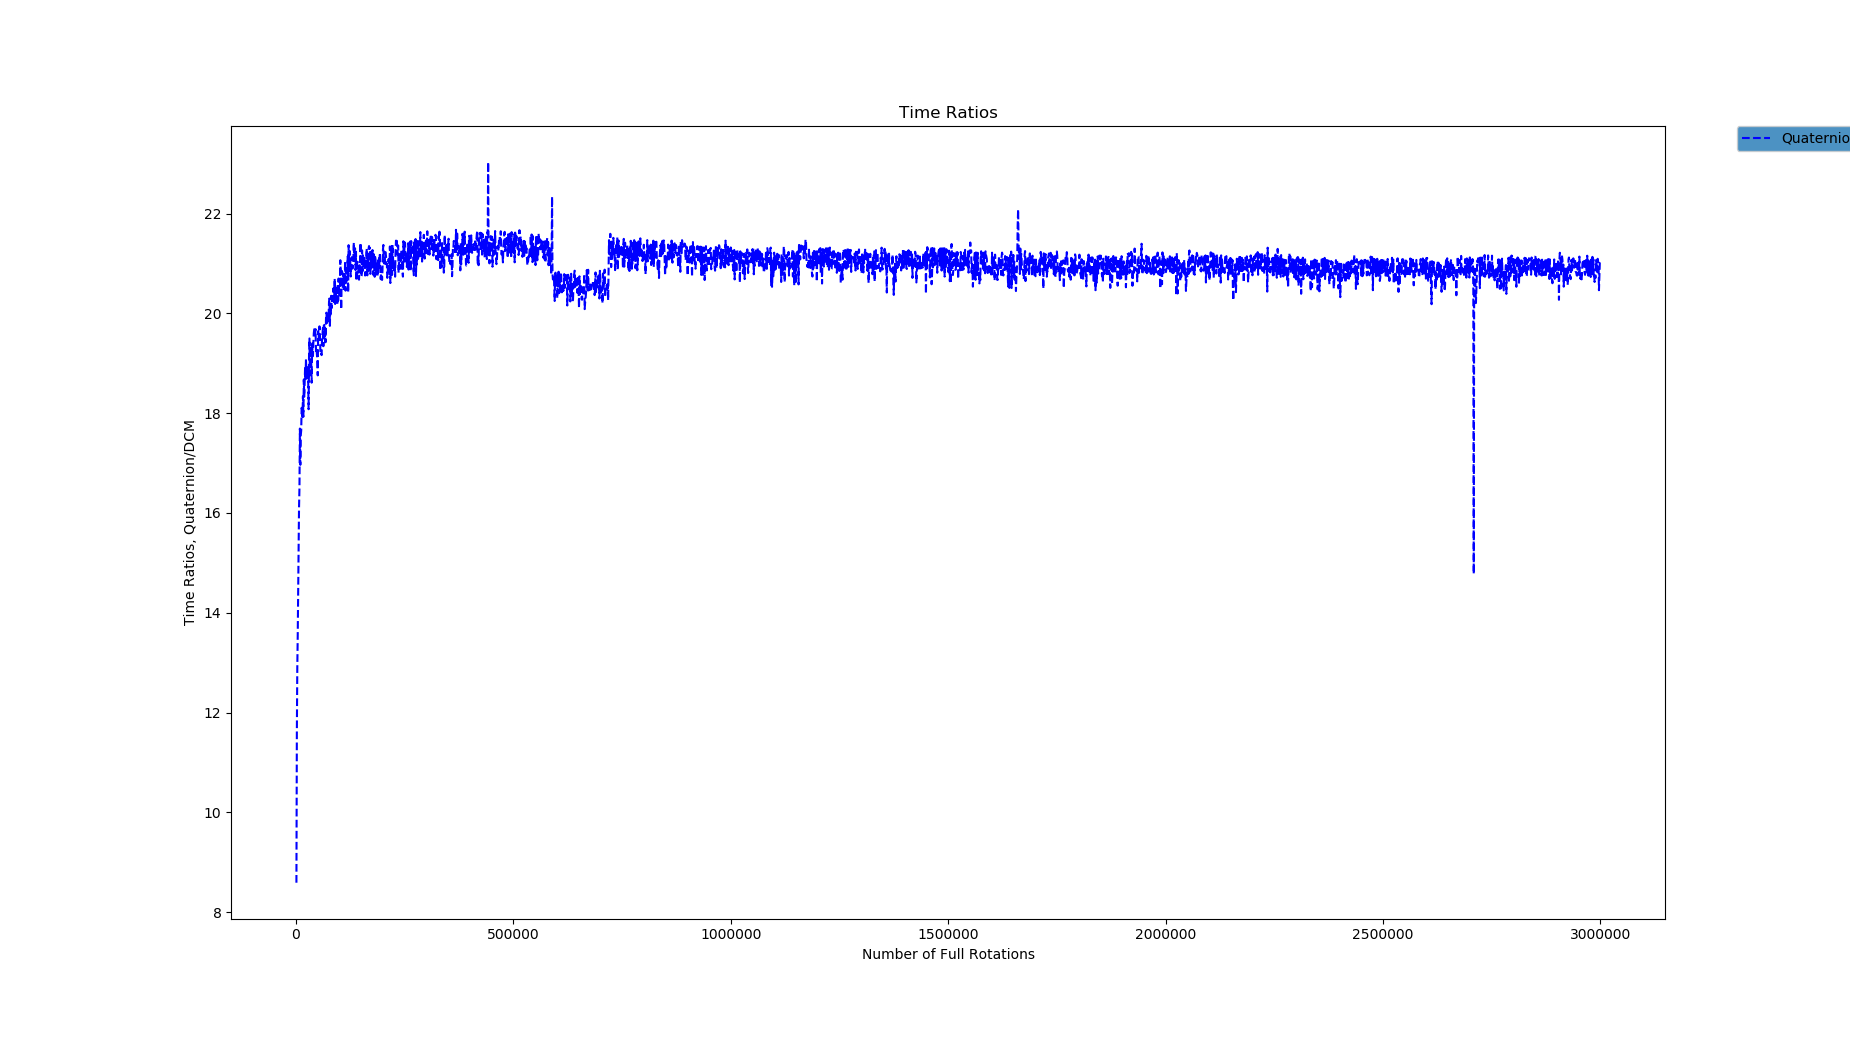 Time Ratios
Quaternio
22
20
18
16
14
12
10
8
Time Ratios, Quaternion/DCM
0 500000 1000000 1500000 2000000 2500000 3000000
Number of Full Rotations